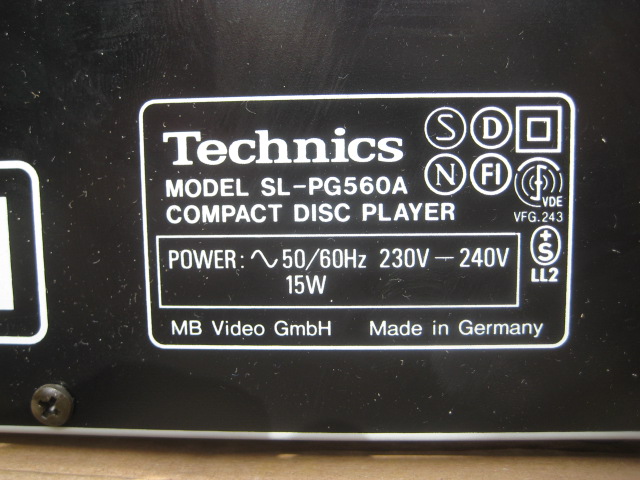 Technics
MODEL SL-PG560A
COMPACT DISC PLAYER
S D
N FI
VDE
VFG.243
+S
LL2
POWER: ∿ 50/60Hz 230V — 240V
15W
MB Video GmbH Made in Germany